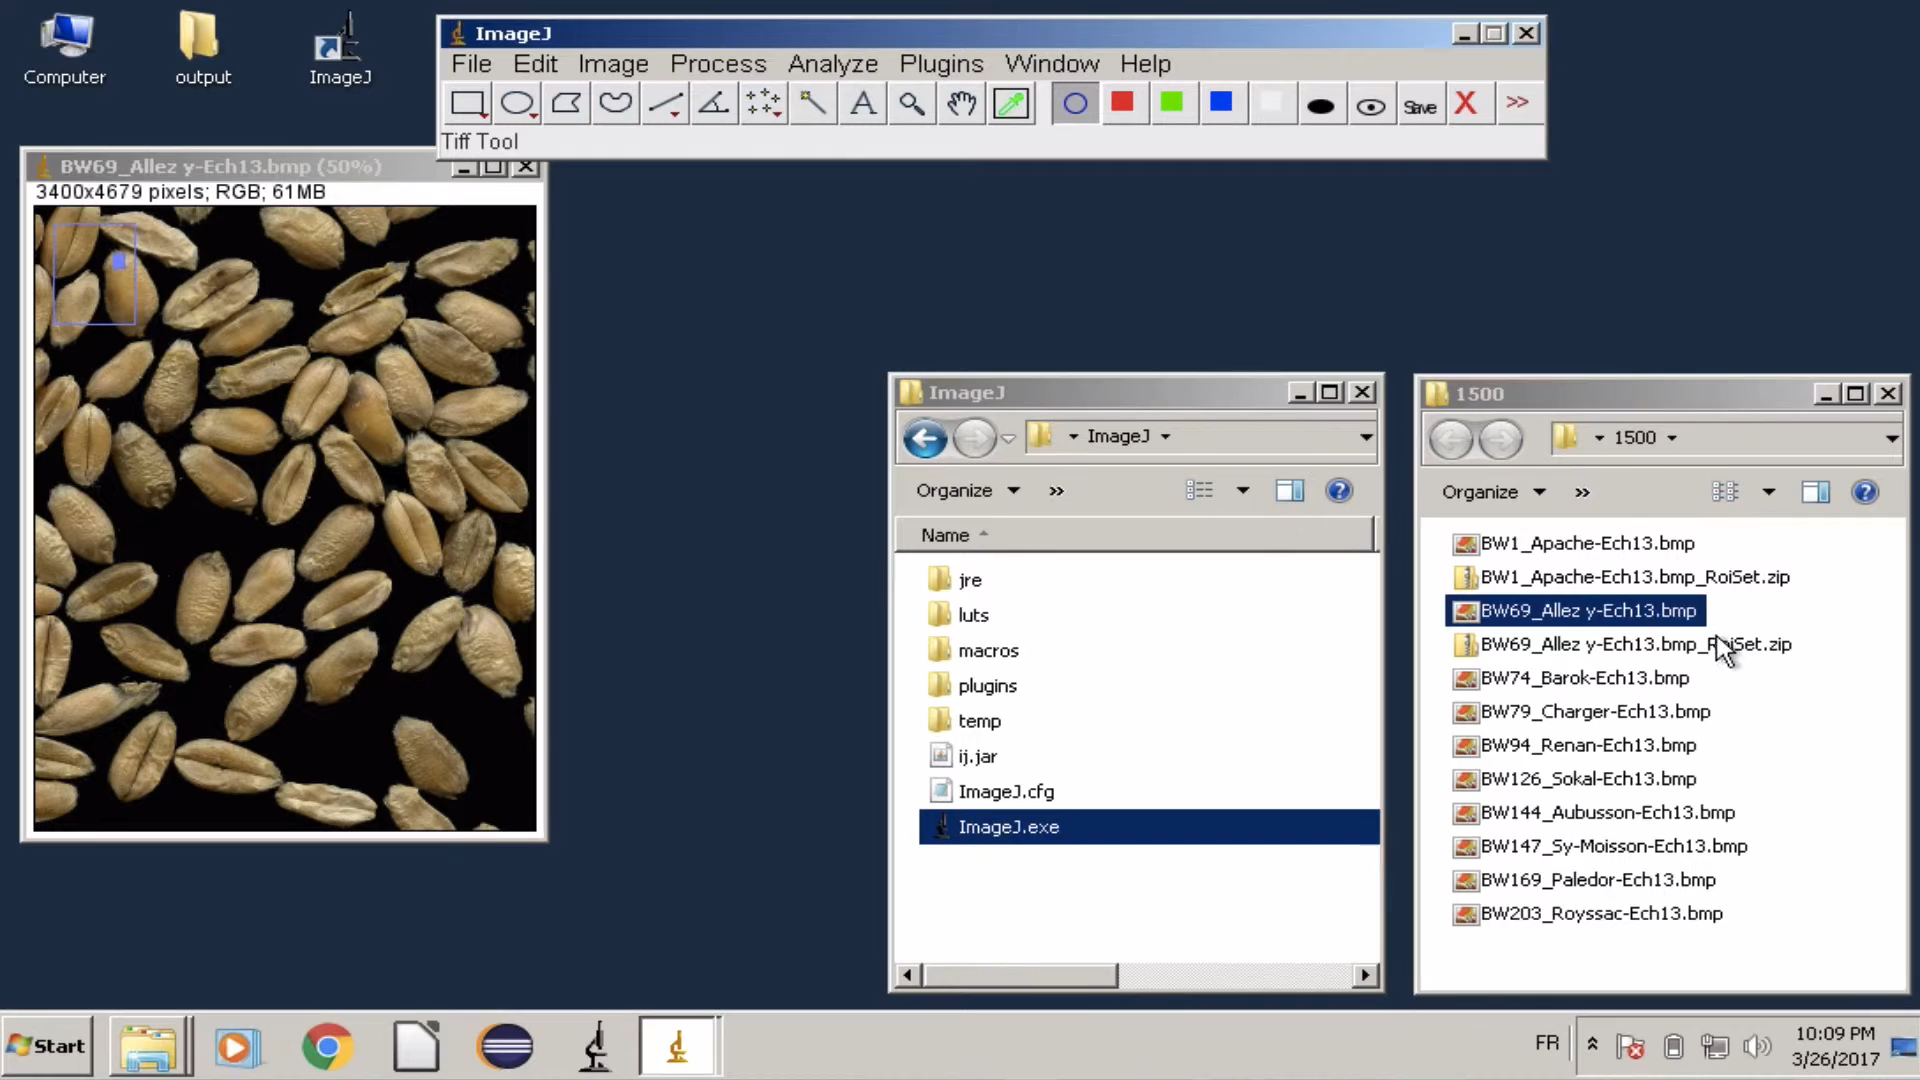 Computer
output
ImageJ
ImageJ
File Edit Image Process Analyze Plugins Window Help
A Save X >>
Tiff Tool
BW69_Allez y-Ech13.bmp (50%)
3400x4679 pixels; RGB; 61MB
ImageJ
ImageJ
Organize »
Name
jre
luts
macros
plugins
temp
ij.jar
ImageJ.cfg
ImageJ.exe
1500
1500
Organize »
BW1_Apache-Ech13.bmp
BW1_Apache-Ech13.bmp_RoiSet.zip
BW69_Allez y-Ech13.bmp
BW69_Allez y-Ech13.bmp_RoiSet.zip
BW74_Barok-Ech13.bmp
BW79_Charger-Ech13.bmp
BW94_Renan-Ech13.bmp
BW126_Sokal-Ech13.bmp
BW144_Aubusson-Ech13.bmp
BW147_Sy-Moisson-Ech13.bmp
BW169_Paledor-Ech13.bmp
BW203_Royssac-Ech13.bmp
Start
FR
10:09 PM
3/26/2017